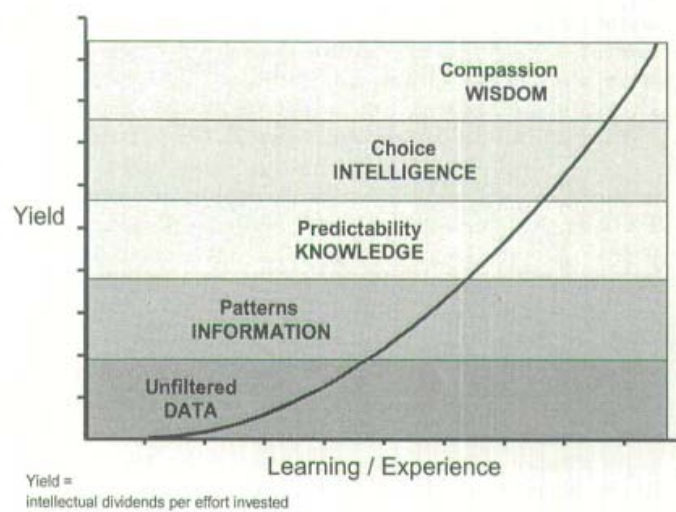 Compassion
WISDOM
Choice
INTELLIGENCE
Yield
Predictability
KNOWLEDGE
Patterns
INFORMATION
Unfiltered
DATA
Learning / Experience
Yield =
intellectual dividends per effort invested